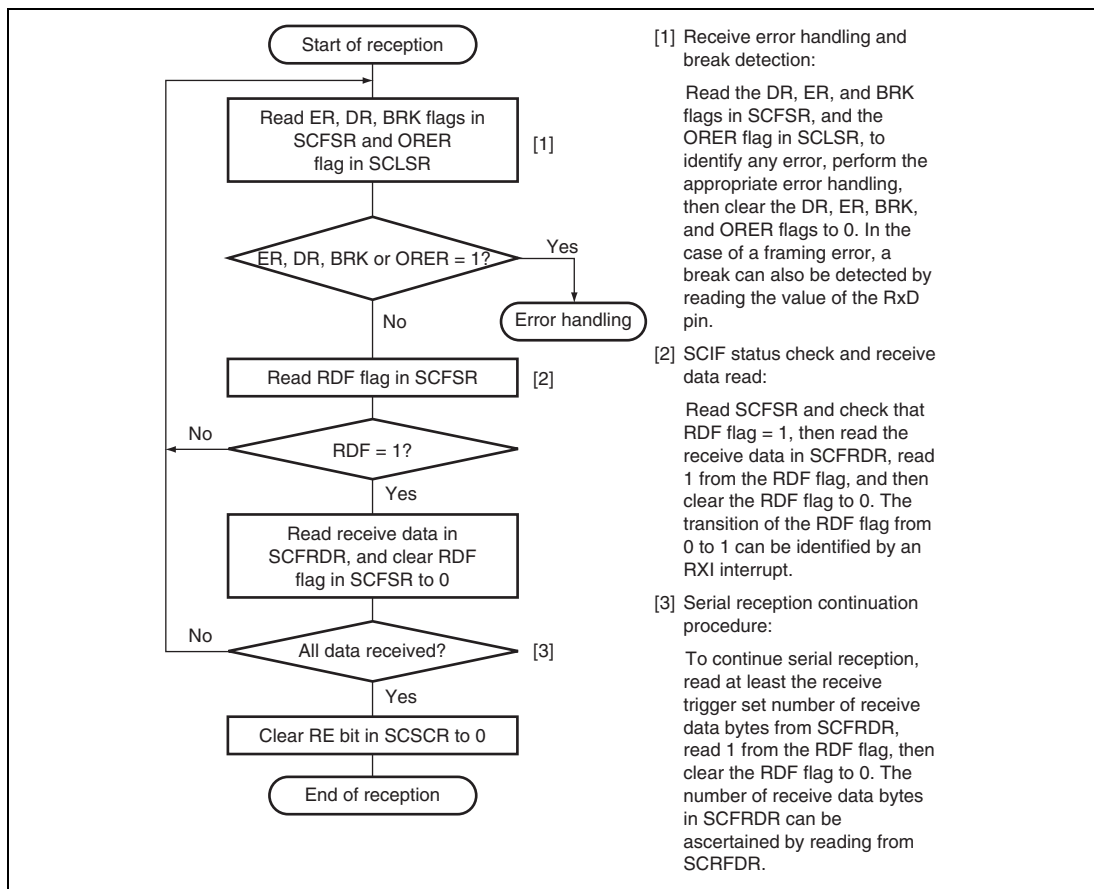 Start of reception
Read ER, DR, BRK flags in
SCFSR and ORER
flag in SCLSR
[1]
ER, DR, BRK or ORER = 1?
Yes
Error handling
No
Read RDF flag in SCFSR
[2]
No
RDF = 1?
Yes
Read receive data in
SCFRDR, and clear RDF
flag in SCFSR to 0
No
All data received?
[3]
Yes
Clear RE bit in SCSCR to 0
End of reception
[1] Receive error handling and
break detection:
Read the DR, ER, and BRK
flags in SCFSR, and the
ORER flag in SCLSR, to
identify any error, perform the
appropriate error handling,
then clear the DR, ER, BRK,
and ORER flags to 0. In the
case of a framing error, a
break can also be detected by
reading the value of the RxD
pin.
[2] SCIF status check and receive
data read:
Read SCFSR and check that
RDF flag = 1, then read the
receive data in SCFRDR, read
1 from the RDF flag, and then
clear the RDF flag to 0. The
transition of the RDF flag from
0 to 1 can be identified by an
RXI interrupt.
[3] Serial reception continuation
procedure:
To continue serial reception,
read at least the receive
trigger set number of receive
data bytes from SCFRDR,
read 1 from the RDF flag, then
clear the RDF flag to 0. The
number of receive data bytes
in SCFRDR can be
ascertained by reading from
SCRFDR.